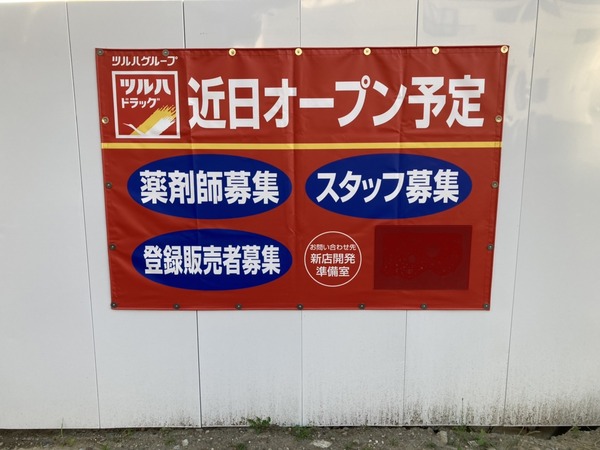 ツルハグループ
ツルハ
ドラッグ
近日オープン予定
薬剤師募集
スタッフ募集
登録販売者募集
お問い合わせ先
新店開発
準備室